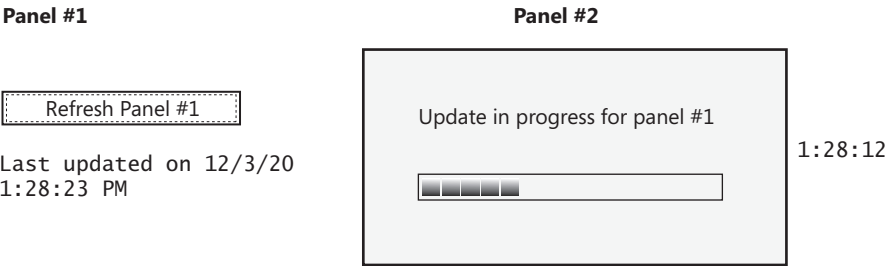 Panel #1
Panel #2
Refresh Panel #1
Update in progress for panel #1
Last updated on 12/3/20
1:28:23 PM
1:28:12